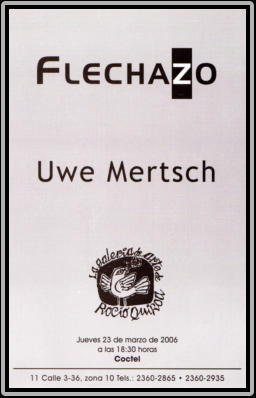 FLECHAZO
Uwe Mertsch
La Galería de Arte de
Rocío Quiroa
Jueves 23 de marzo de 2006
a las 18:30 horas
Coctel
11 Calle 3-36, zona 10 Tels.: 2360-2865 • 2360-2935